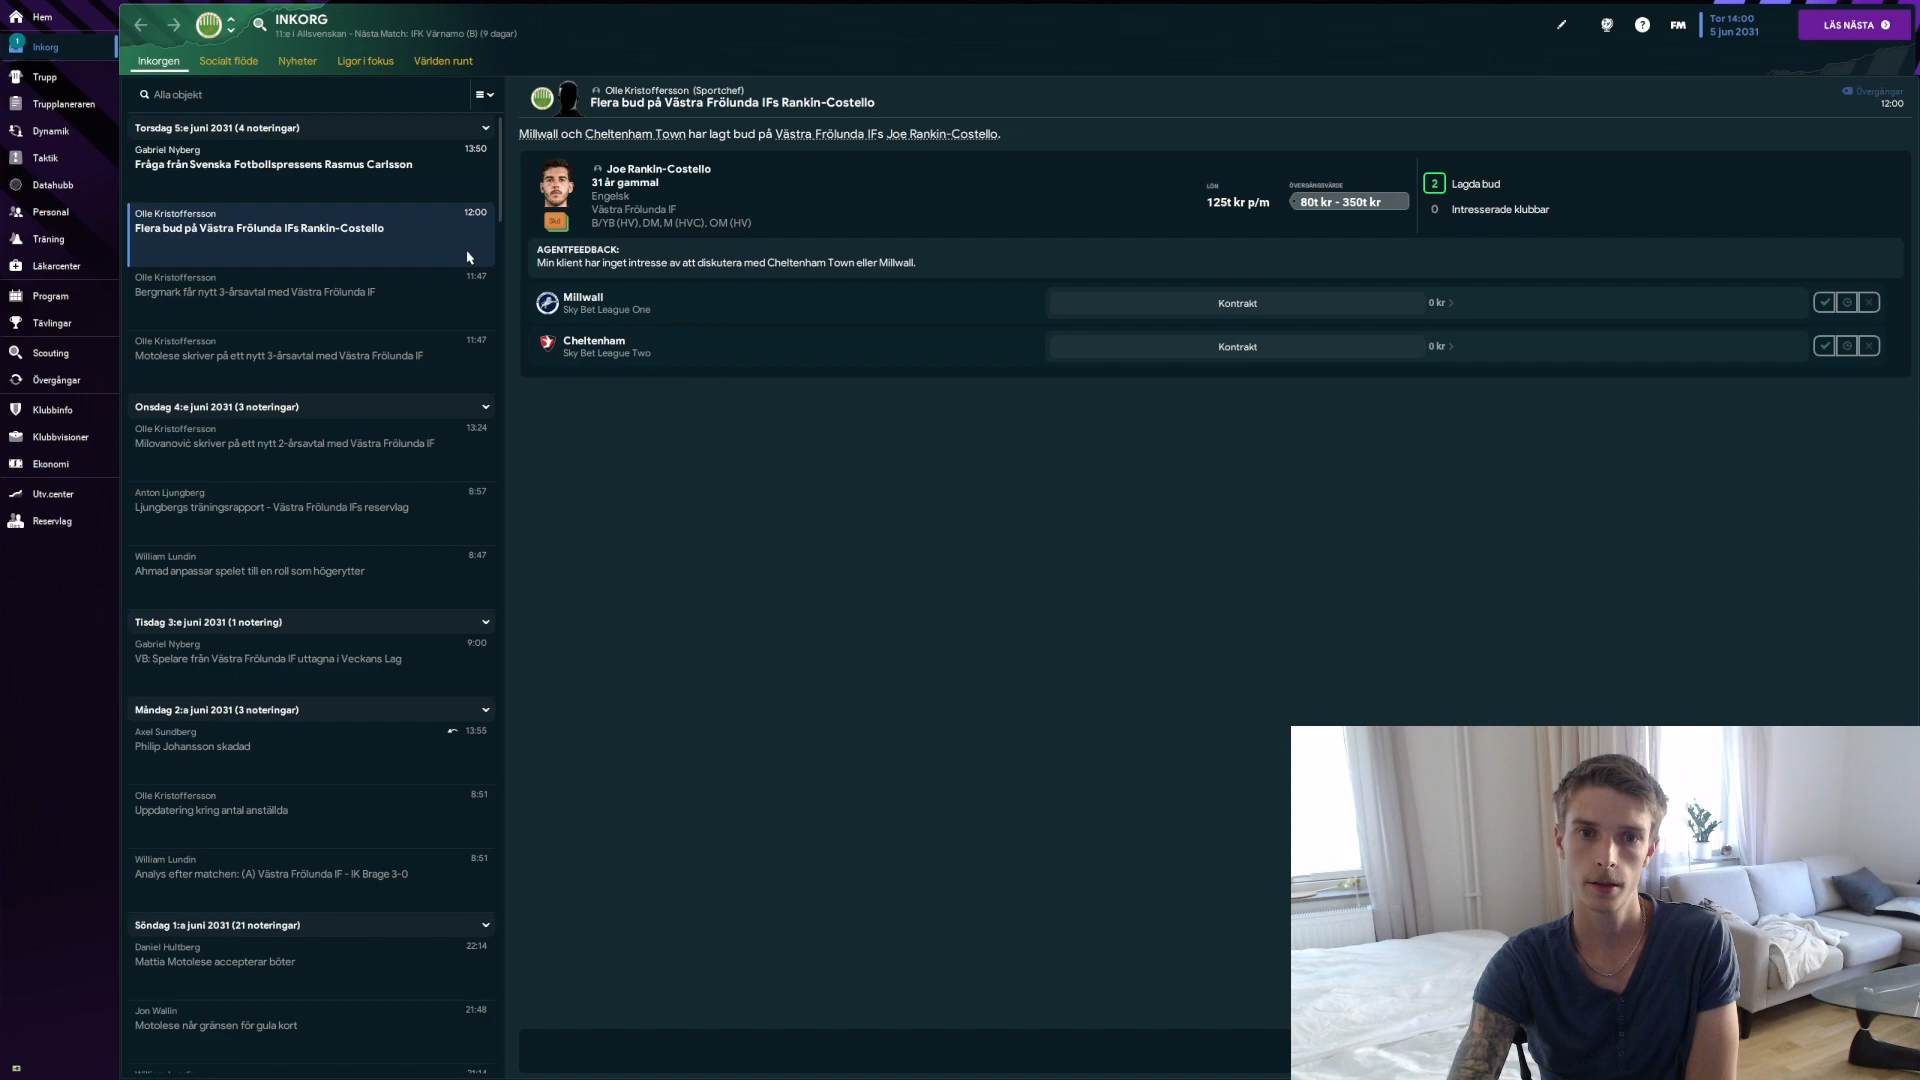 Hem
1
Inkorg
Trupp
Trupplaneraren
Dynamik
Taktik
Datahubb
Personal
Träning
Läkarcenter
Program
Tävlingar
Scouting
Övergångar
Klubbinfo
Klubbvisioner
Ekonomi
Utv.center
Reservlag
INKORG
11:e i Allsvenskan - Nästa Match: IFK Värnamo (B) (9 dagar)
FM
Tor 14:00
5 jun 2031
LÄS NÄSTA
Inkorgen
Socialt flöde
Nyheter
Ligor i fokus
Världen runt
Alla objekt
Torsdag 5:e juni 2031 (4 noteringar)
Gabriel Nyberg 13:50
Fråga från Svenska Fotbollspressens Rasmus Carlsson
Olle Kristoffersson 12:00
Flera bud på Västra Frölunda IFs Rankin-Costello
Olle Kristoffersson 11:47
Bergmark får nytt 3-årsavtal med Västra Frölunda IF
Olle Kristoffersson 11:47
Motolese skriver på ett nytt 3-årsavtal med Västra Frölunda IF
Onsdag 4:e juni 2031 (3 noteringar)
Olle Kristoffersson 13:24
Milovanović skriver på ett nytt 2-årsavtal med Västra Frölunda IF
Anton Ljungberg 8:57
Ljungbergs träningsrapport - Västra Frölunda IFs reservlag
William Lundin 8:47
Ahmad anpassar spelet till en roll som högerytter
Tisdag 3:e juni 2031 (1 notering)
Gabriel Nyberg 9:00
VB: Spelare från Västra Frölunda IF uttagna i Veckans Lag
Måndag 2:a juni 2031 (3 noteringar)
Axel Sundberg 13:55
Philip Johansson skadad
Olle Kristoffersson 8:51
Uppdatering kring antal anställda
William Lundin 8:51
Analys efter matchen: (A) Västra Frölunda IF - IK Brage 3-0
Söndag 1:a juni 2031 (21 noteringar)
Daniel Hultberg 22:14
Mattia Motolese accepterar böter
Jon Wallin 21:48
Motolese når gränsen för gula kort
Olle Kristoffersson (Sportchef)
Flera bud på Västra Frölunda IFs Rankin-Costello
Övergångar
12:00
Millwall och Cheltenham Town har lagt bud på Västra Frölunda IFs Joe Rankin-Costello.
Joe Rankin-Costello
31 år gammal
Engelsk
Västra Frölunda IF
B/YB (HV), DM, M (HVC), OM (HV)
Skd
LÖN
125t kr p/m
ÖVERGÅNGSVÄRDE
80t kr - 350t kr
2 Lagda bud
0 Intresserade klubbar
AGENTFEEDBACK:
Min klient har inget intresse av att diskutera med Cheltenham Town eller Millwall.
Millwall
Sky Bet League One
Kontrakt
0 kr
Cheltenham
Sky Bet League Two
Kontrakt
0 kr